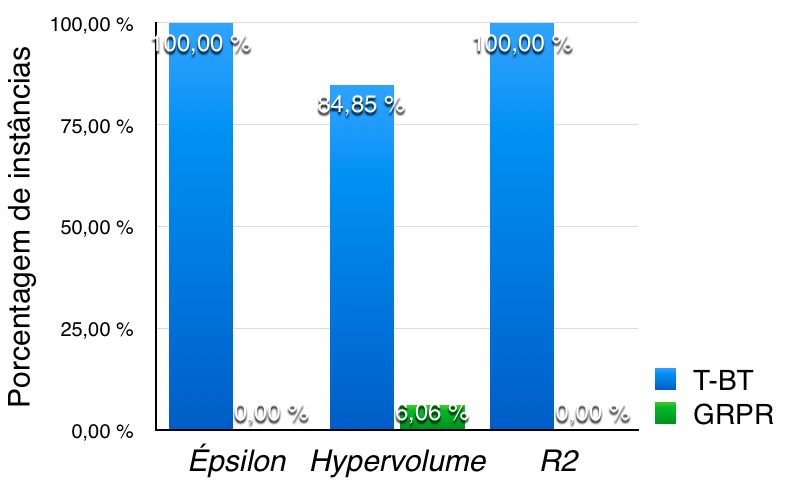 Porcentagem de instâncias
100,00 %
75,00 %
50,00 %
25,00 %
0,00 %
100,00 %
0,00 %
84,85 %
6,06 %
100,00 %
0,00 %
Épsilon
Hypervolume
R2
T-BT
GRPR